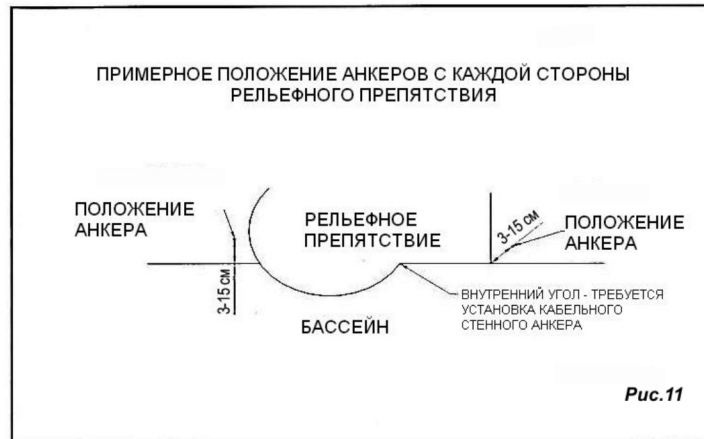 ПРИМЕРНОЕ ПОЛОЖЕНИЕ АНКЕРОВ С КАЖДОЙ СТОРОНЫ
РЕЛЬЕФНОГО ПРЕПЯТСТВИЯ
ПОЛОЖЕНИЕ
АНКЕРА
3-15 см
РЕЛЬЕФНОЕ
ПРЕПЯТСТВИЕ
3-15 см
ПОЛОЖЕНИЕ
АНКЕРА
ВНУТРЕННИЙ УГОЛ - ТРЕБУЕТСЯ
УСТАНОВКА КАБЕЛЬНОГО
СТЕННОГО АНКЕРА
БАССЕЙН
Рис.11